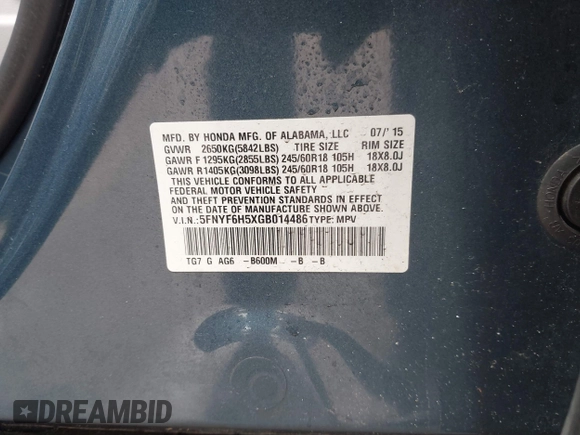 MFD. BY HONDA MFG. OF ALABAMA, LLC 07/'15
GVWR 2650KG(5842LBS) TIRE SIZE RIM SIZE
GAWR F 1295KG(2855LBS) 245/60R18 105H 18X8.0J
GAWR R 1405KG(3098LBS) 245/60R18 105H 18X8.0J
THIS VEHICLE CONFORMS TO ALL APPLICABLE
FEDERAL MOTOR VEHICLE SAFETY
AND THEFT PREVENTION STANDARDS IN EFFECT ON THE
DATE OF MANUFACTURE SHOWN ABOVE.
V.I.N.: 5FNYF6H5XGB014486 TYPE: MPV
TG7 G AG6 -B600M -B -B
DREAMBID